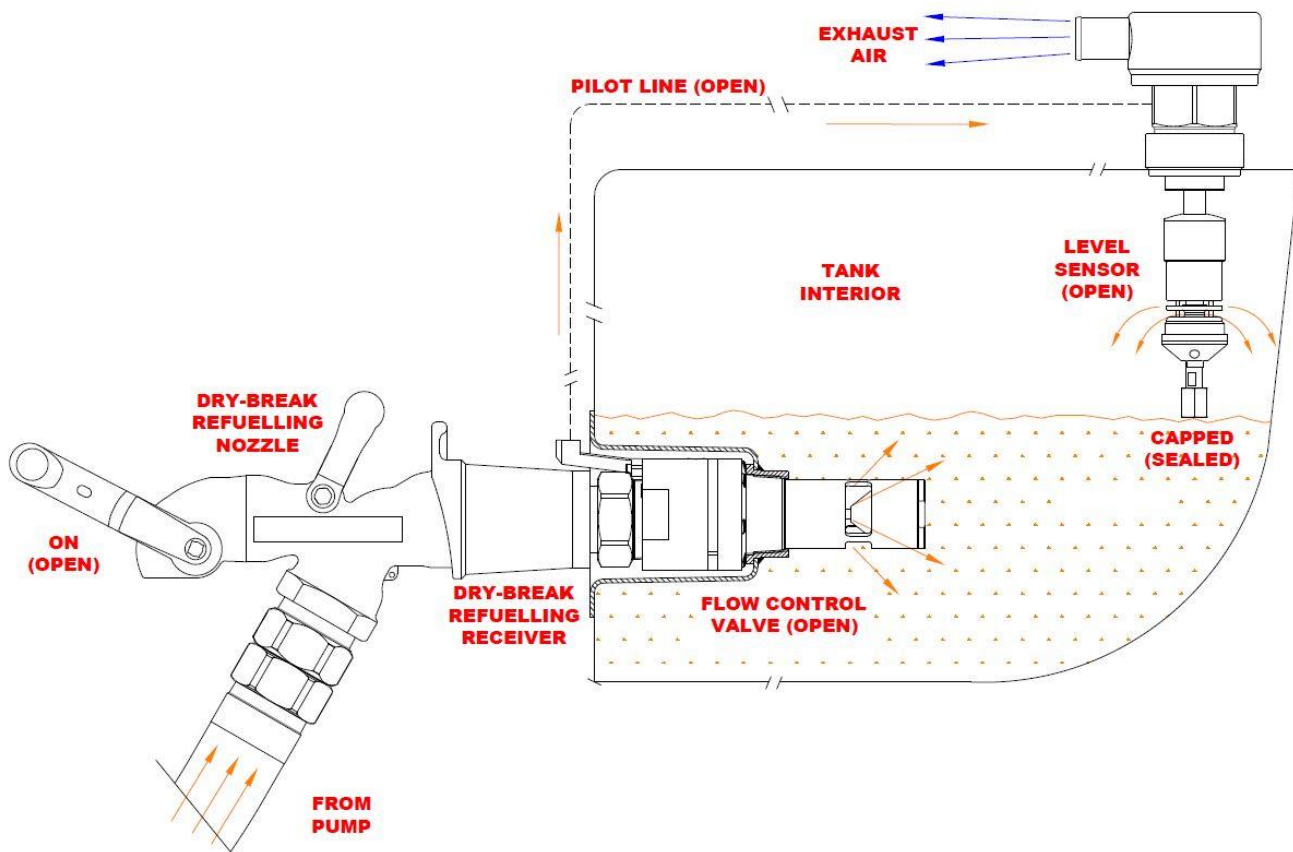 EXHAUST
AIR
PILOT LINE (OPEN)
LEVEL
SENSOR
(OPEN)
TANK
INTERIOR
DRY-BREAK
REFUELLING
NOZZLE
CAPPED
(SEALED)
ON
(OPEN)
DRY-BREAK
REFUELLING
RECEIVER
FLOW CONTROL
VALVE (OPEN)
FROM
PUMP